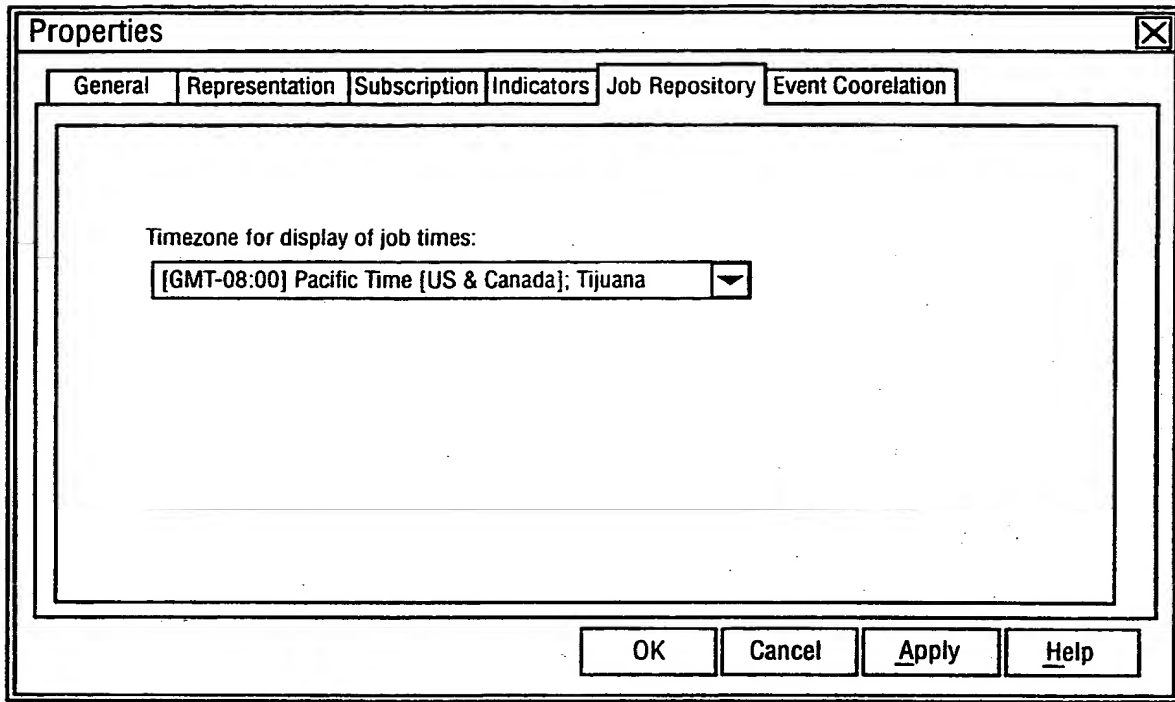 Properties
General Representation Subscription Indicators Job Repository Event Coorelation
Timezone for display of job times:
[GMT-08:00] Pacific Time [US & Canada]; Tijuana
OK Cancel Apply Help